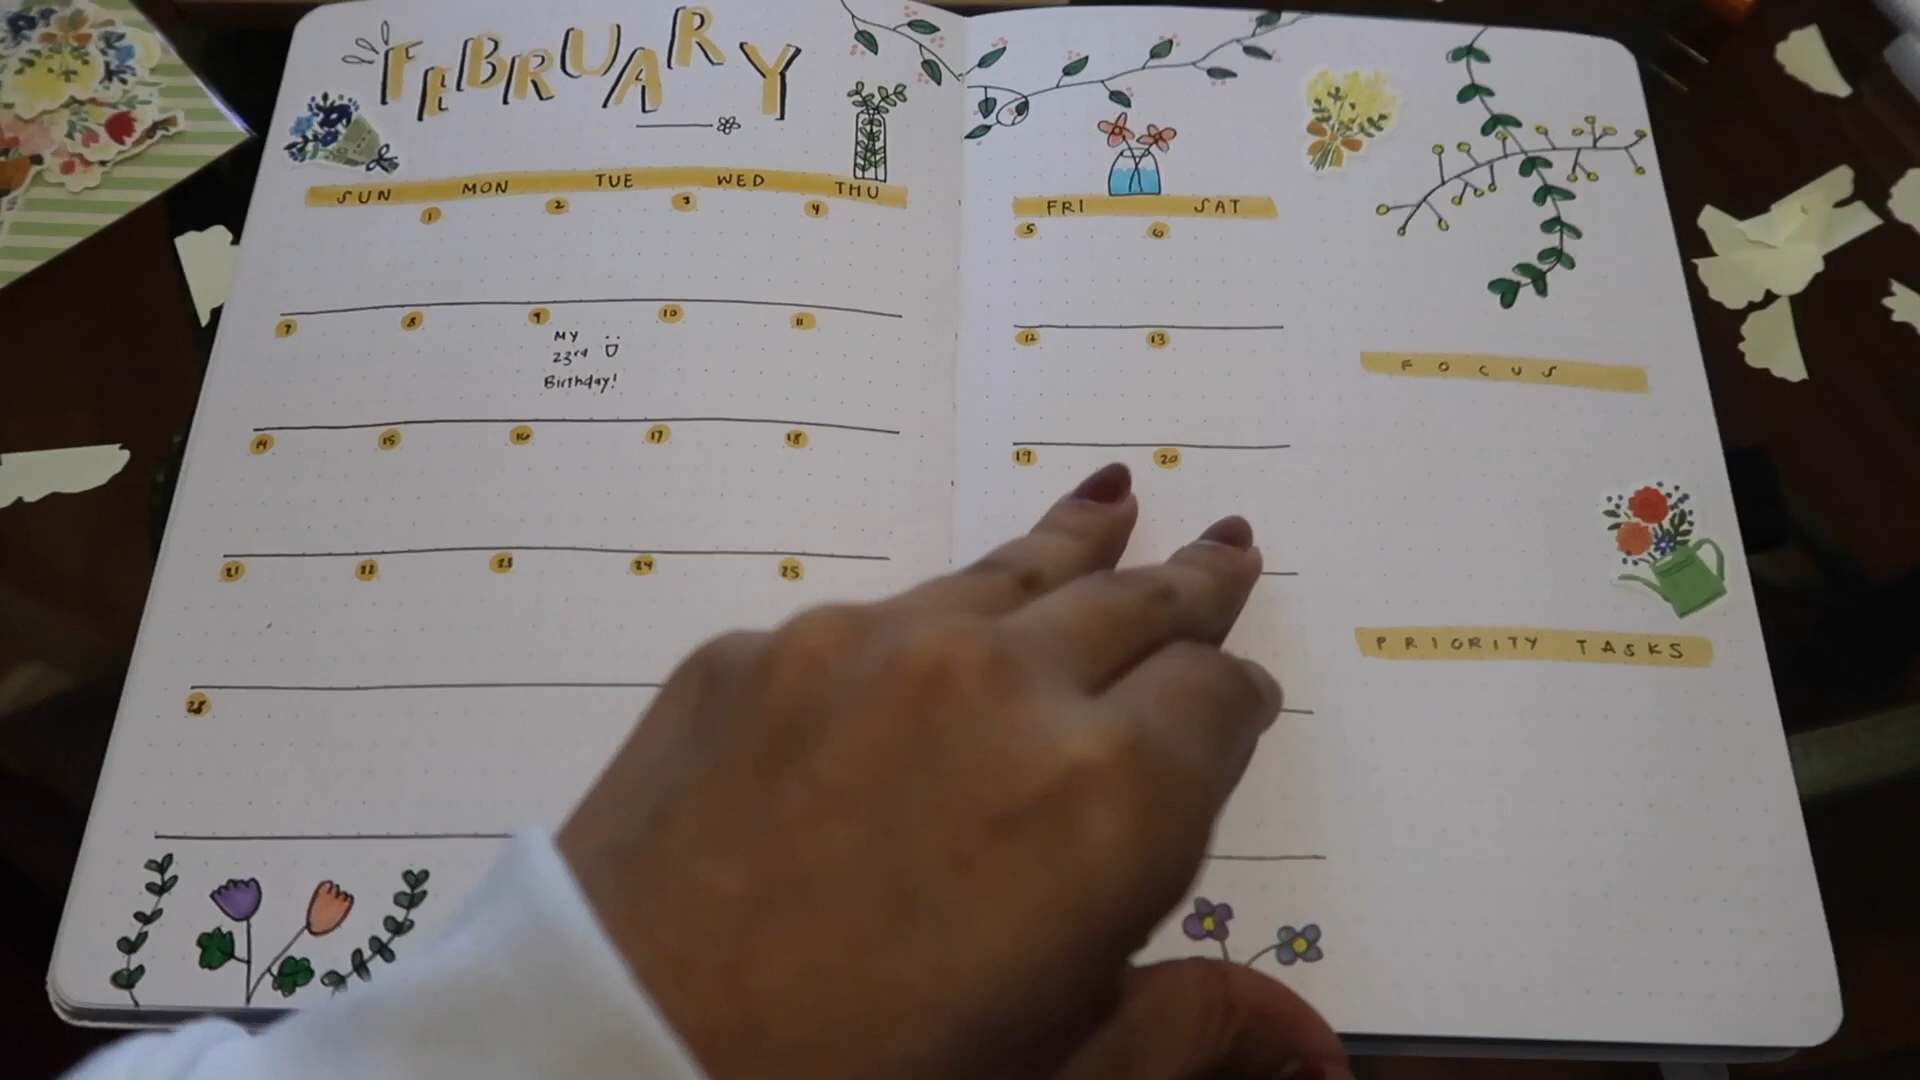 FEBRUARY
SUN MON TUE WED THU FRI SAT
1 2 3 4 5 6
7 8 9 10 11 12 13
MY
23rd
Birthday!
14 15 16 17 18 19 20
21 22 23 24 25
28
FOCUS
PRIORITY TASKS